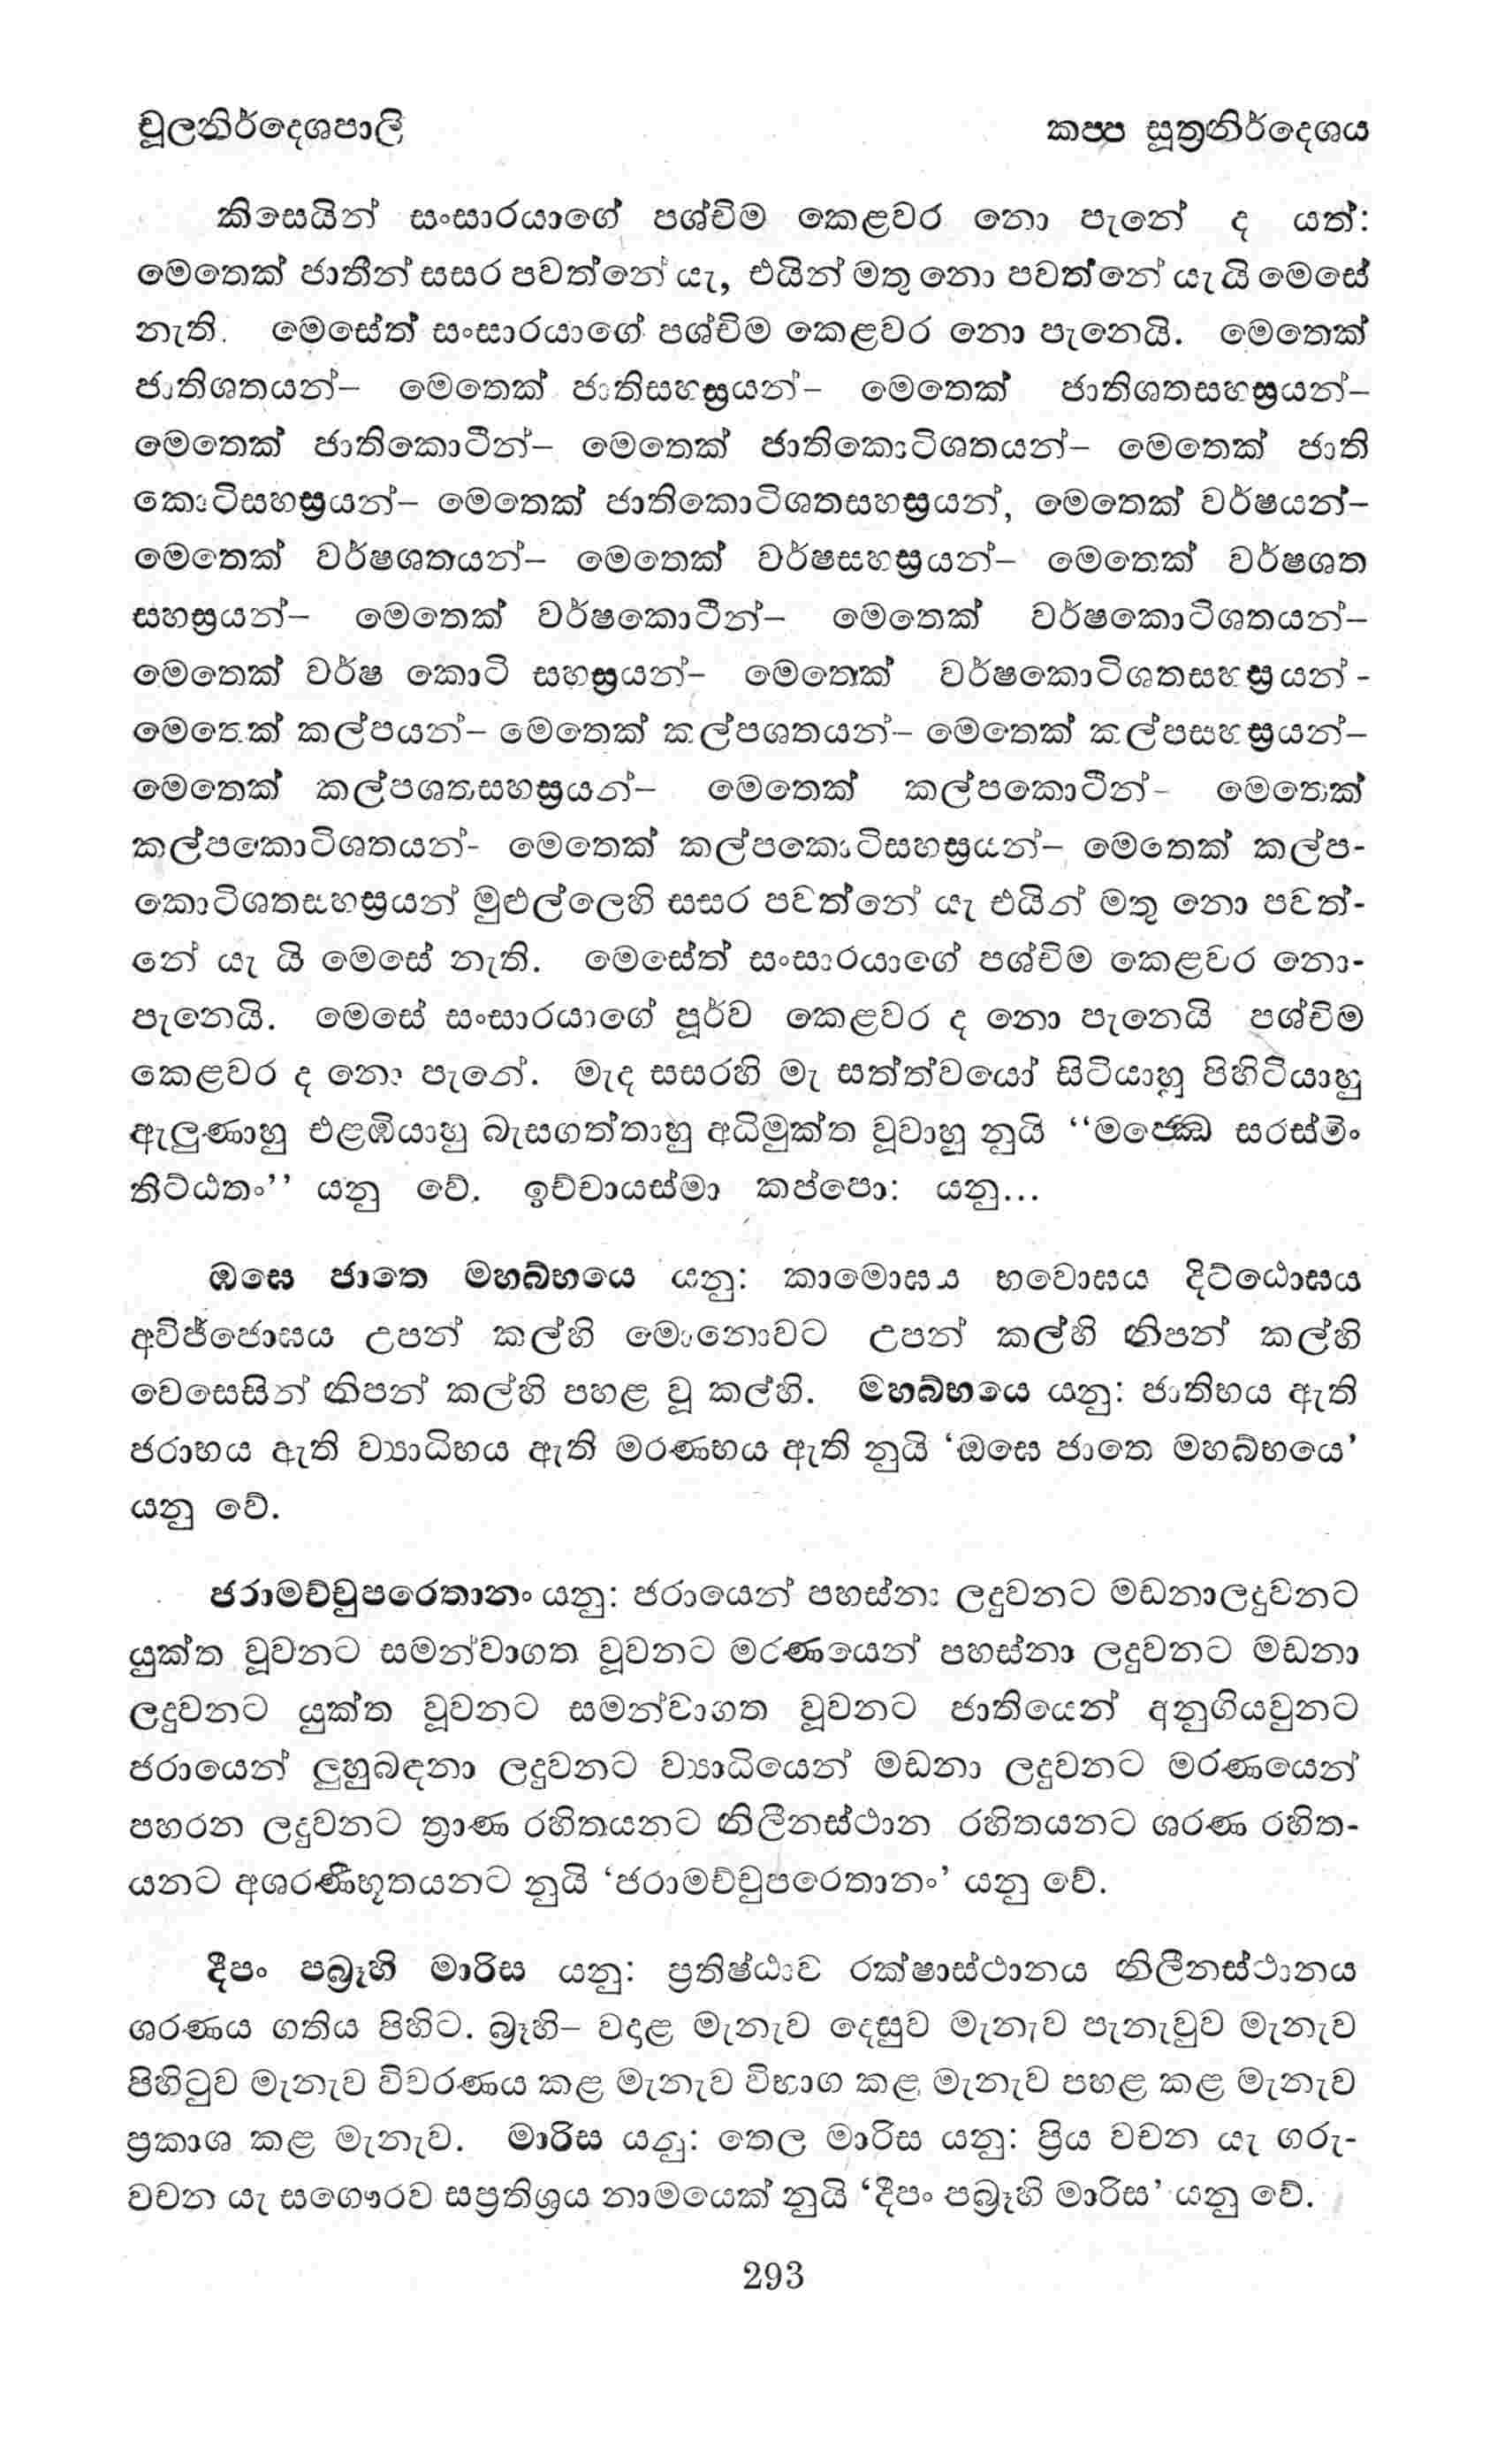 චූලනිර්දෙශපාලි
කප්ප සූත්‍රනිර්දෙශය
කිසෙයින් සංසාරයාගේ පශ්චිම කෙළවර නො පැනේ ද යත්:
මෙතෙක් ජාතීන් සසර පවත්නේ යැ, එයින් මතු නො පවත්නේ යැ යි මෙසේ
නැති. මෙසේත් සංසාරයාගේ පශ්චිම කෙළවර නො පැනෙයි. මෙතෙක්
ජාතිශතයන්– මෙතෙක් ජාතිසහස්‍රයන්– මෙතෙක් ජාතිශතසහස්‍රයන්–
මෙතෙක් ජාතිකොටීන්– මෙතෙක් ජාතිකොටිශතයන්– මෙතෙක් ජාති
කොටිසහස්‍රයන්– මෙතෙක් ජාතිකොටිශතසහස්‍රයන්, මෙතෙක් වර්ෂයන්–
මෙතෙක් වර්ෂශතයන්– මෙතෙක් වර්ෂසහස්‍රයන්– මෙතෙක් වර්ෂශත
සහස්‍රයන්– මෙතෙක් වර්ෂකොටීන්– මෙතෙක් වර්ෂකොටිශතයන්–
මෙතෙක් වර්ෂ කොටි සහස්‍රයන්– මෙතෙක් වර්ෂකොටිශතසහස්‍රයන් -
මෙතෙක් කල්පයන්– මෙතෙක් කල්පශතයන්– මෙතෙක් කල්පසහස්‍රයන්–
මෙතෙක් කල්පශතසහස්‍රයන්– මෙතෙක් කල්පකොටීන්- මෙතෙක්
කල්පකොටිශතයන්- මෙතෙක් කල්පකොටිසහස්‍රයන්– මෙතෙක් කල්ප-
කොටිශතසහස්‍රයන් මුළුල්ලෙහි සසර පවත්නේ යැ එයින් මතු නො පවත්-
නේ යැ යි මෙසේ නැති. මෙසේත් සංසාරයාගේ පශ්චිම කෙළවර නො-
පැනෙයි. මෙසේ සංසාරයාගේ පූර්ව කෙළවර ද නො පැනෙයි පශ්චිම
කෙළවර ද නො පැනේ. මැද සසරහි මැ සත්ත්වයෝ සිටියාහු පිහිටියාහු
ඇලුණාහු එළඹියාහු බැසගත්තාහු අධිමුක්ත වූවාහු නුයි “මජ්ඣෙ සරස්මිං
තිට්ඨතං” යනු වේ. ඉච්චායස්මා කප්පො: යනු...
ඔඝෙ ජාතෙ මහබ්භයෙ යනු: කාමොඝය භවොඝය දිට්ඨොඝය
අවිජ්ජොඝය උපන් කල්හි මොනොවට උපන් කල්හි නිපන් කල්හි
වෙසෙසින් නිපන් කල්හි පහළ වූ කල්හි. මහබ්භයෙ යනු: ජාතිභය ඇති
ජරාභය ඇති ව්‍යාධිභය ඇති මරණභය ඇති නුයි ‘ඔඝෙ ජාතෙ මහබ්භයෙ’
යනු වේ.
ජරාමච්චුපරෙතානං යනු: ජරායෙන් පහස්නා ලදුවනට මඩනාලදුවනට
යුක්ත වූවනට සමන්වාගත වූවනට මරණයෙන් පහස්නා ලදුවනට මඩනා
ලදුවනට යුක්ත වූවනට සමන්වාගත වූවනට ජාතියෙන් අනුගියවුනට
ජරායෙන් ලුහුබඳනා ලදුවනට ව්‍යාධියෙන් මඩනා ලදුවනට මරණයෙන්
පහරන ලදුවනට ත්‍රාණ රහිතයනට නිලීනස්ථාන රහිතයනට ශරණ රහිත-
යනට අශරණීභූතයනට නුයි ‘ජරාමච්චුපරෙතානං’ යනු වේ.
දීපං පබ්‍රෑහි මාරිස යනු: ප්‍රතිෂ්ඨාව රක්ෂාස්ථානය නිලීනස්ථානය
ශරණය ගතිය පිහිට. බ්‍රෑහි– වදාළ මැනැව දෙසුව මැනැව පැනැවුව මැනැව
පිහිටුව මැනැව විවරණය කළ මැනැව විභාග කළ මැනැව පහළ කළ මැනැව
ප්‍රකාශ කළ මැනැව. මාරිස යනු: තෙල මාරිස යනු: ප්‍රිය වචන යැ ගරු-
වචන යැ සගෞරව සප්‍රතිශ්‍රය නාමයෙක් නුයි ‘දීපං පබ්‍රෑහි මාරිස’ යනු වේ.
293